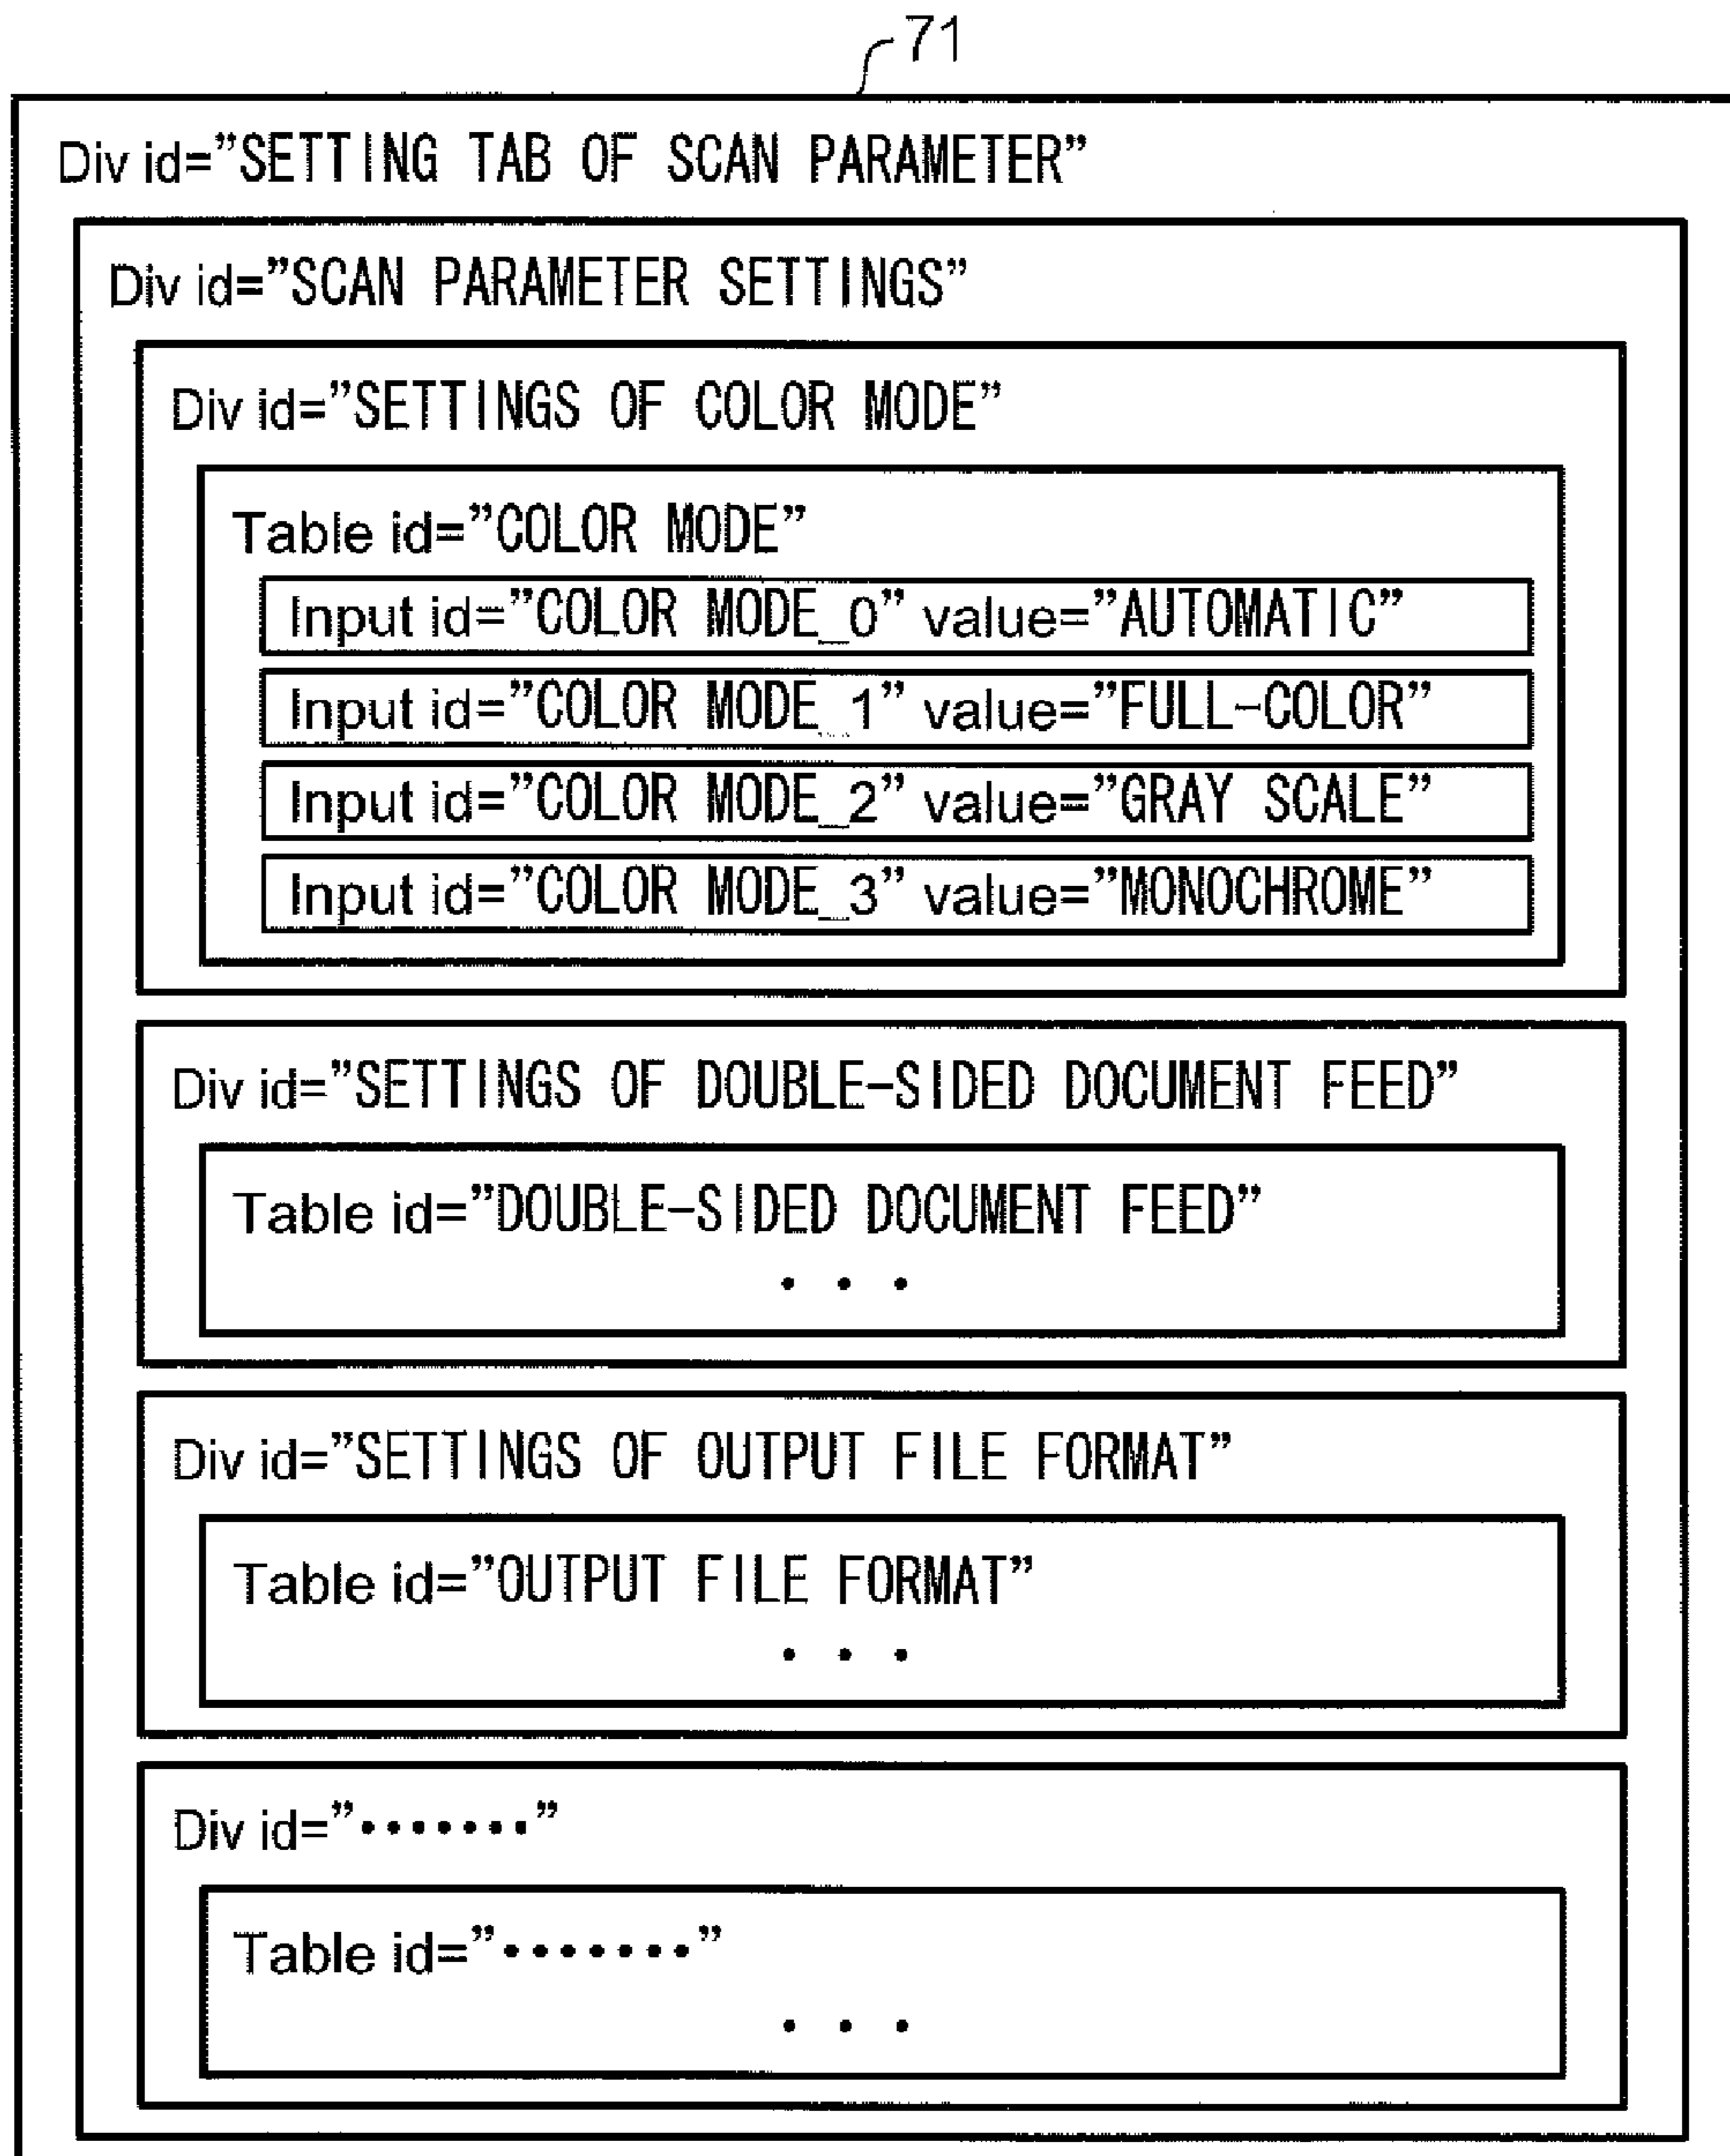 71
Div id=”SETTING TAB OF SCAN PARAMETER”
Div id=”SCAN PARAMETER SETTINGS”
Div id=”SETTINGS OF COLOR MODE”
Table id=”COLOR MODE”
Input id=”COLOR MODE_0” value=”AUTOMATIC”
Input id=”COLOR MODE_1” value=”FULL-COLOR”
Input id=”COLOR MODE_2” value=”GRAY SCALE”
Input id=”COLOR MODE_3” value=”MONOCHROME”
Div id=”SETTINGS OF DOUBLE-SIDED DOCUMENT FEED”
Table id=”DOUBLE-SIDED DOCUMENT FEED”
・・・
Div id=”SETTINGS OF OUTPUT FILE FORMAT”
Table id=”OUTPUT FILE FORMAT”
・・・
Div id=”・・・・・・・”
Table id=”・・・・・・・”
・・・